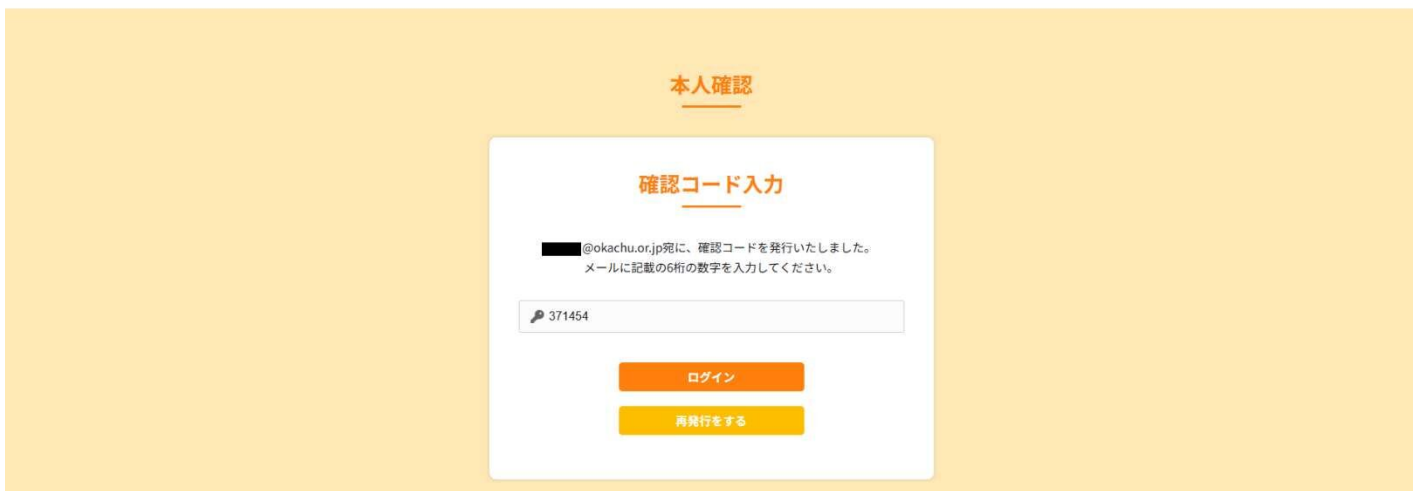 本人確認
確認コード入力
@okachu.or.jp宛に、確認コードを発行いたしました。
メールに記載の6桁の数字を入力してください。
371454
ログイン
再発行をする